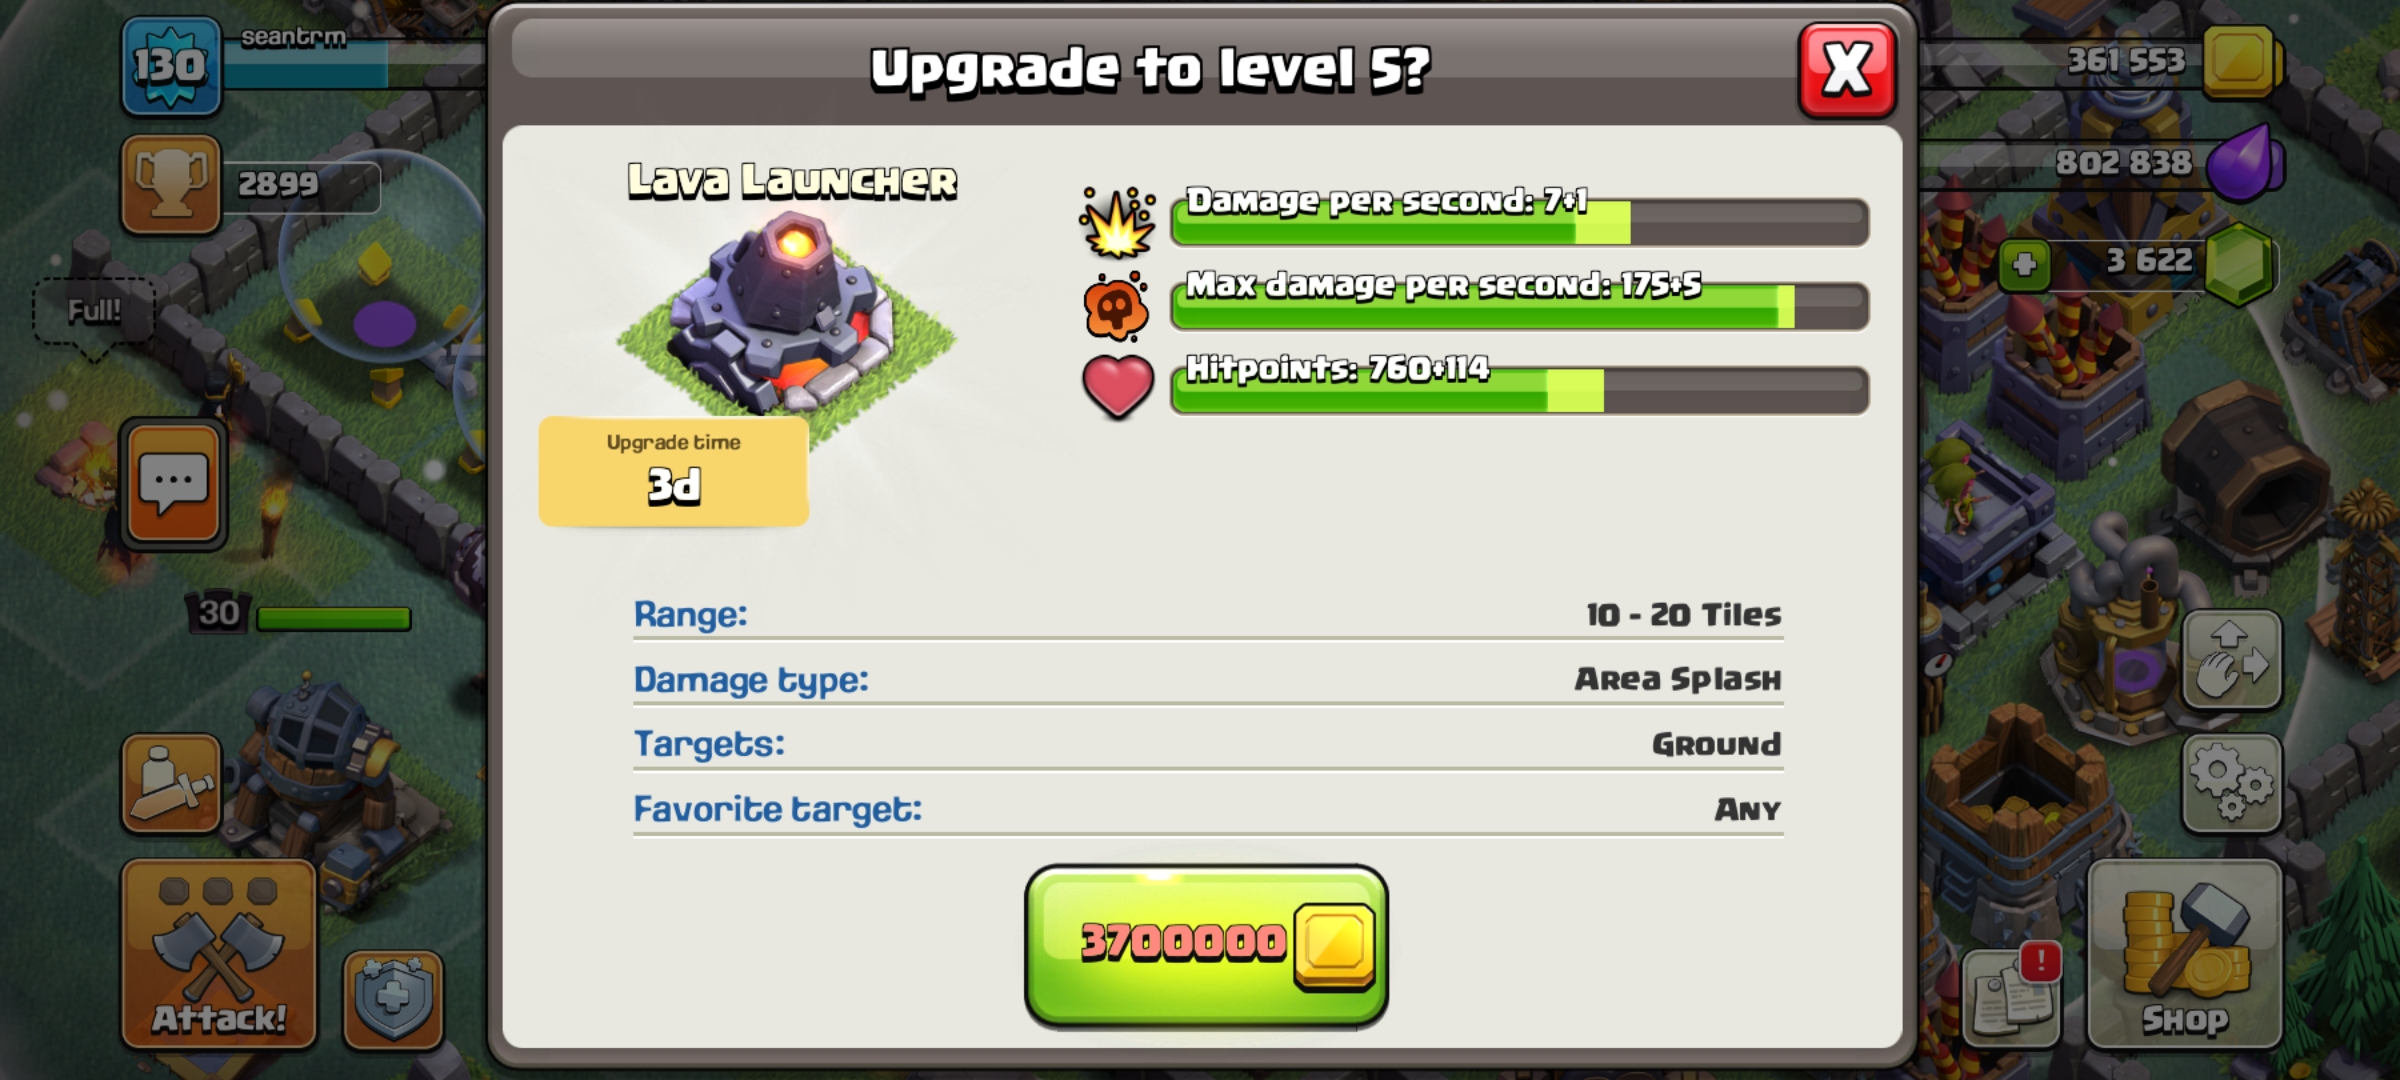 130
seantrm
2899
Full!
30
Attack!
Upgrade to level 5?
X
Lava Launcher
Upgrade time
3d
Damage per second: 7+1
Max damage per second: 175+5
Hitpoints: 760+114
Range: 10 - 20 Tiles
Damage type: Area Splash
Targets: Ground
Favorite target: Any
3700000
361 553
802 838
+ 3 622
!
Shop